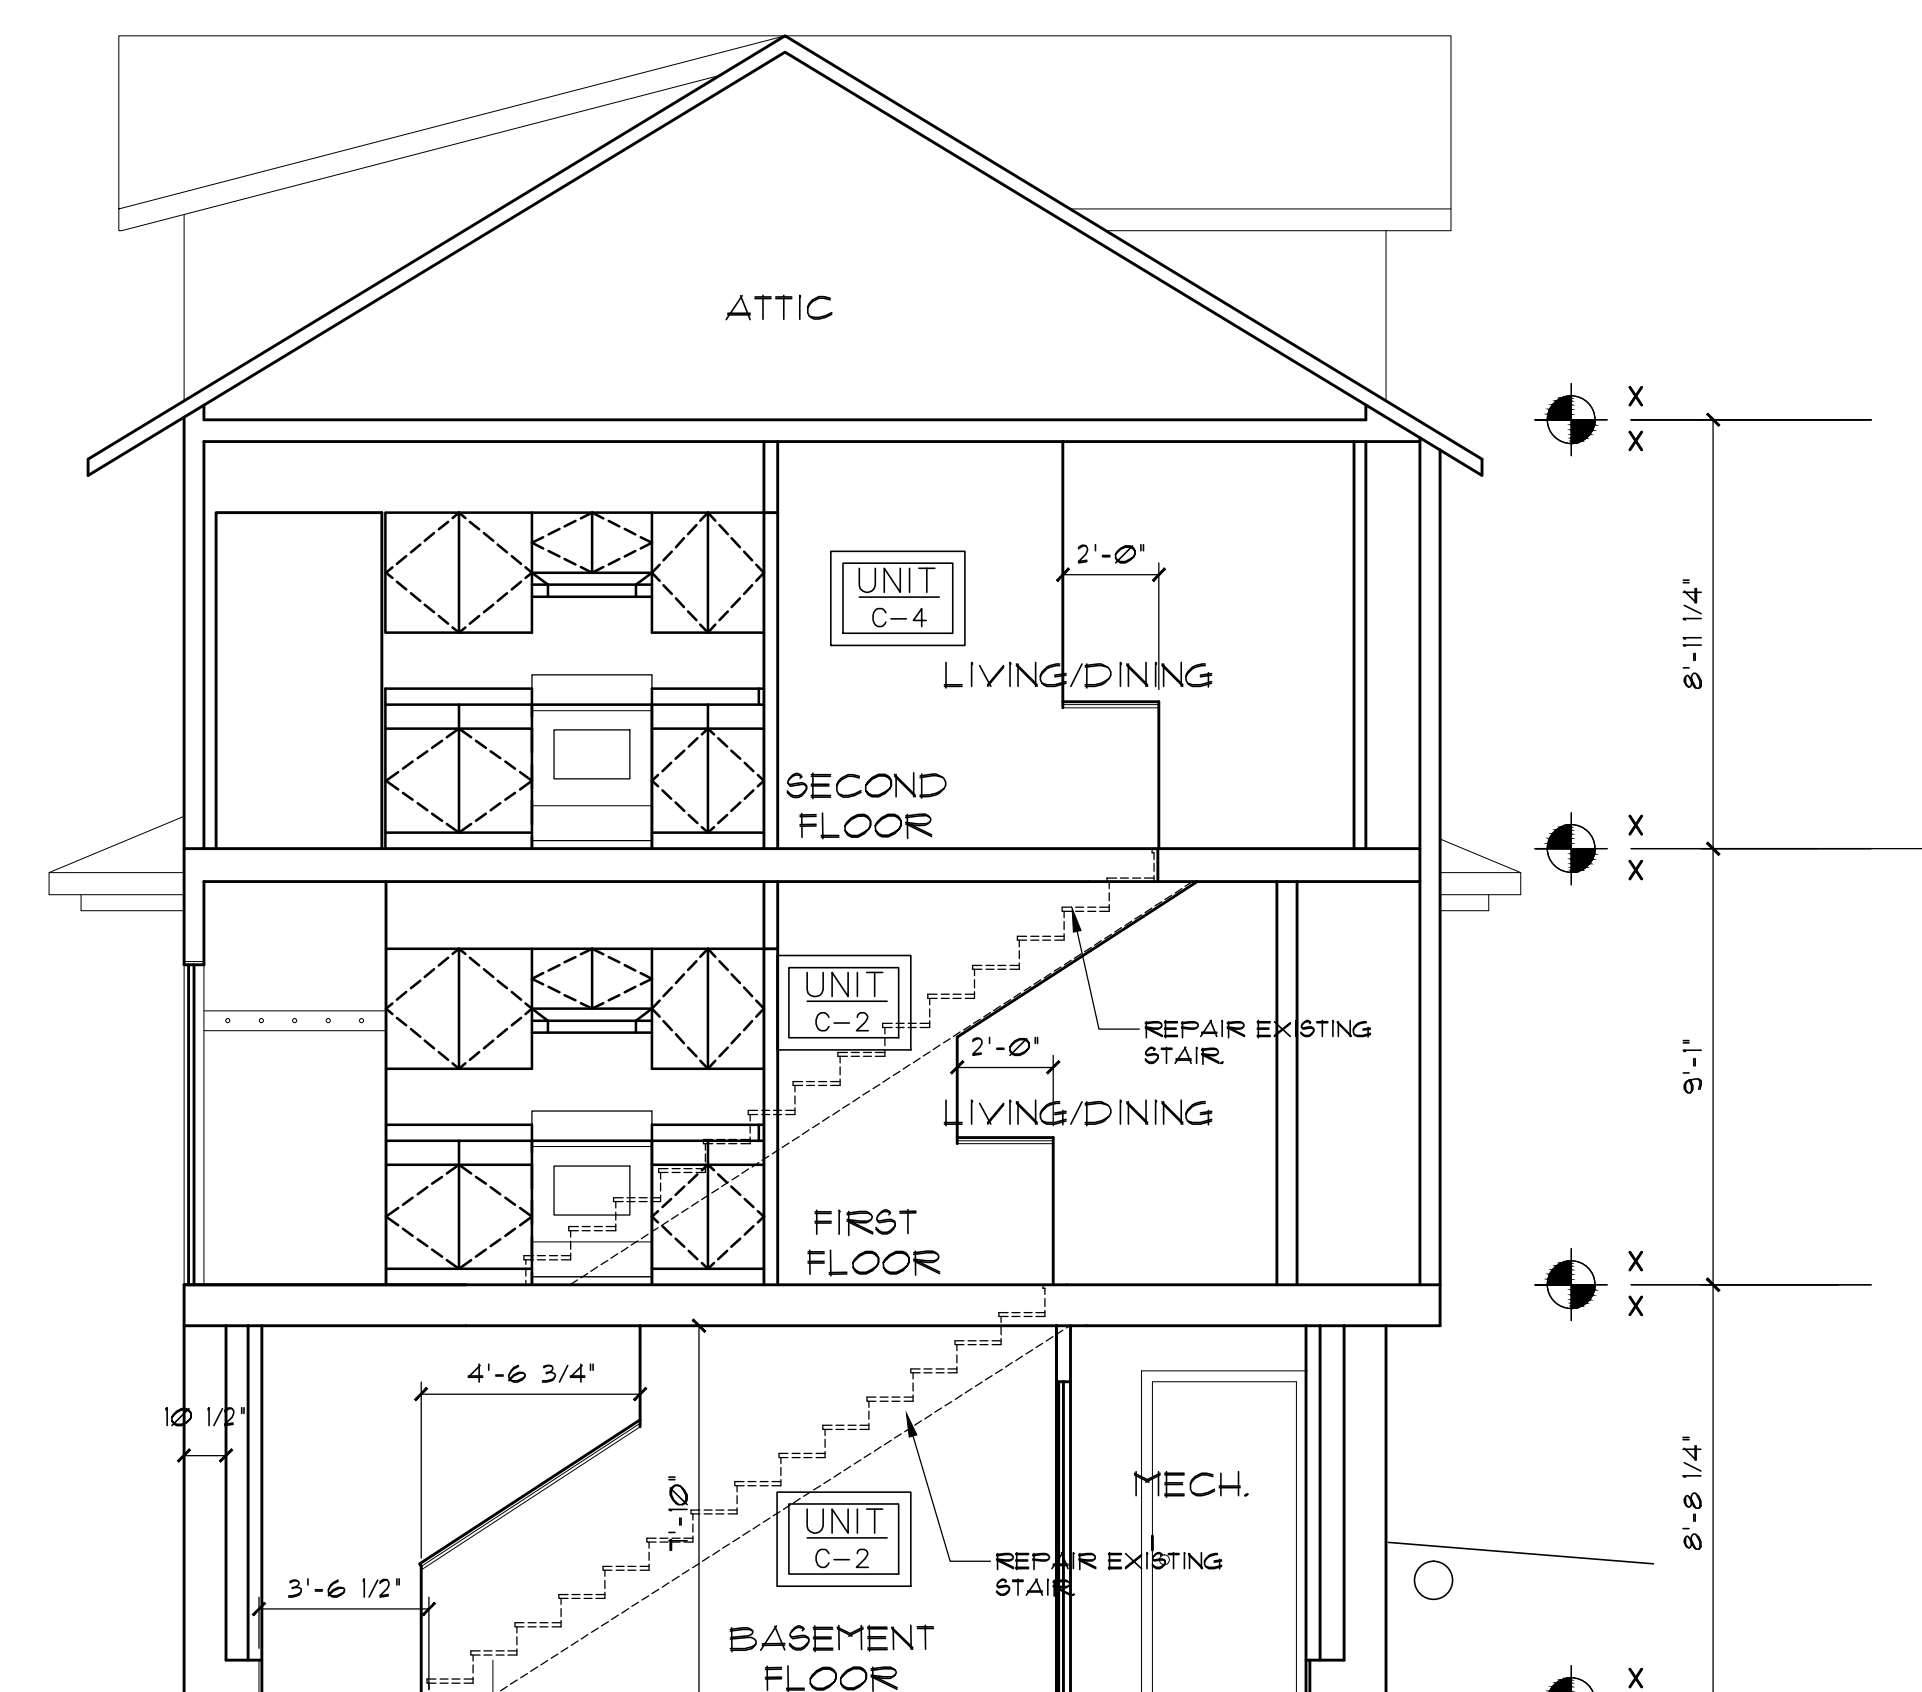 ATTIC
X
X
2'-0"
UNIT
C-4
8'-11 1/4"
LIVING/DINING
SECOND
FLOOR
X
X
UNIT
C-2
REPAIR EXISTING
STAIR
2'-0"
9'-1"
LIVING/DINING
FIRST
FLOOR
X
X
4'-6 3/4"
10 1/2"
MECH.
8'-8 1/4"
UNIT
C-2
REPAIR EXISTING
STAIR
3'-6 1/2"
BASEMENT
FLOOR
X